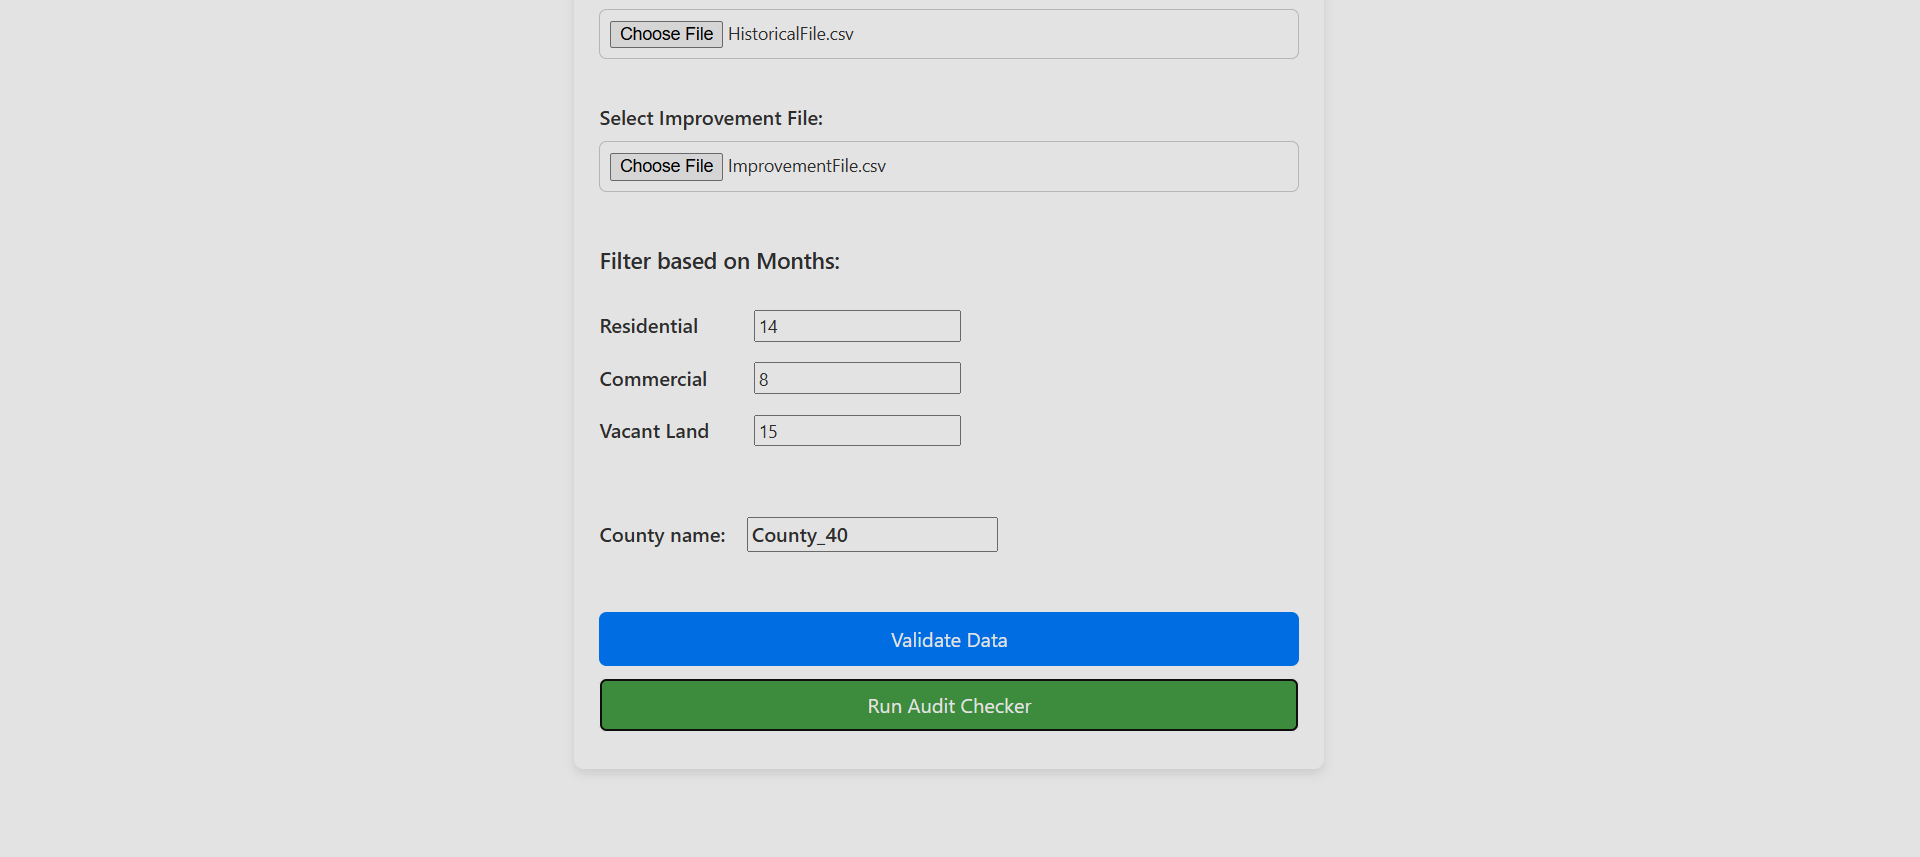 Choose File HistoricalFile.csv
Select Improvement File:
Choose File ImprovementFile.csv
Filter based on Months:
Residential 14
Commercial 8
Vacant Land 15
County name: County_40
Validate Data
Run Audit Checker